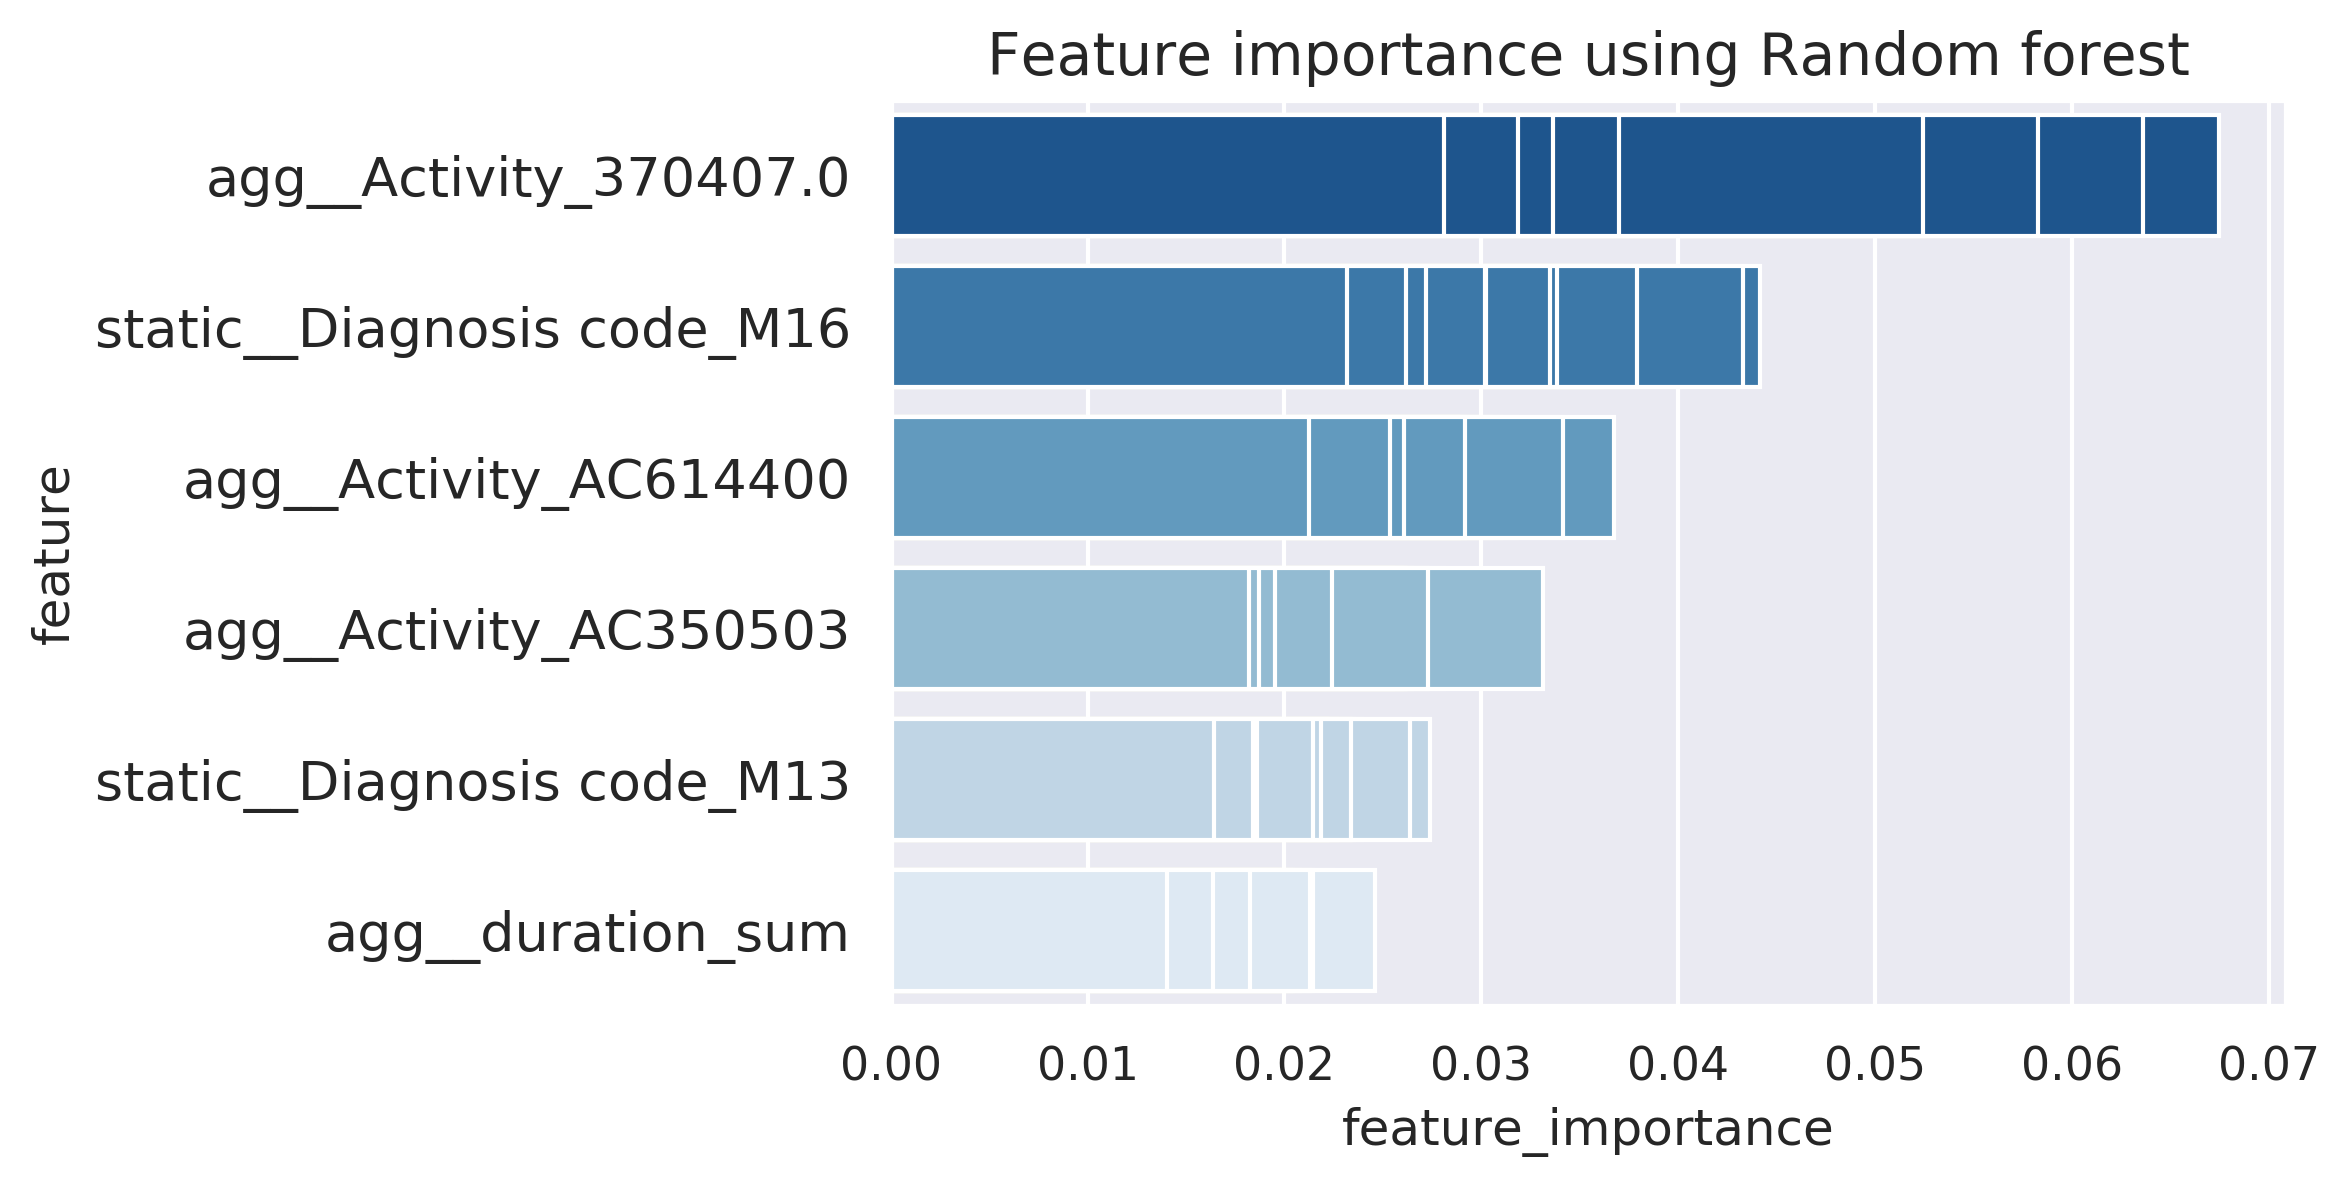 Feature importance using Random forest
feature
agg__Activity_370407.0
static__Diagnosis code_M16
agg__Activity_AC614400
agg__Activity_AC350503
static__Diagnosis code_M13
agg__duration_sum
0.00 0.01 0.02 0.03 0.04 0.05 0.06 0.07
feature_importance